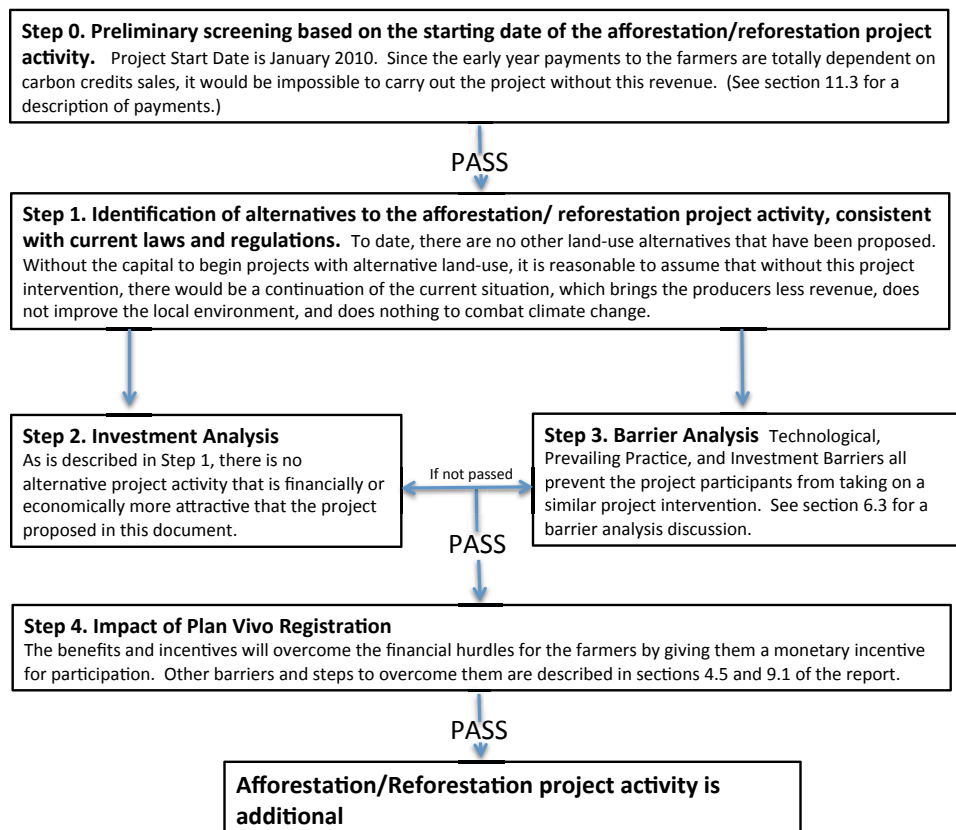 Step 0. Preliminary screening based on the starting date of the afforestation/reforestation project
activity. Project Start Date is January 2010. Since the early year payments to the farmers are totally dependent on
carbon credits sales, it would be impossible to carry out the project without this revenue. (See section 11.3 for a
description of payments.)
PASS
Step 1. Identification of alternatives to the afforestation/ reforestation project activity, consistent
with current laws and regulations. To date, there are no other land-use alternatives that have been proposed.
Without the capital to begin projects with alternative land-use, it is reasonable to assume that without this project
intervention, there would be a continuation of the current situation, which brings the producers less revenue, does
not improve the local environment, and does nothing to combat climate change.
Step 2. Investment Analysis
As is described in Step 1, there is no
alternative project activity that is financially or
economically more attractive that the project
proposed in this document.
If not passed
Step 3. Barrier Analysis Technological,
Prevailing Practice, and Investment Barriers all
prevent the project participants from taking on a
similar project intervention. See section 6.3 for a
barrier analysis discussion.
PASS
Step 4. Impact of Plan Vivo Registration
The benefits and incentives will overcome the financial hurdles for the farmers by giving them a monetary incentive
for participation. Other barriers and steps to overcome them are described in sections 4.5 and 9.1 of the report.
PASS
Afforestation/Reforestation project activity is
additional